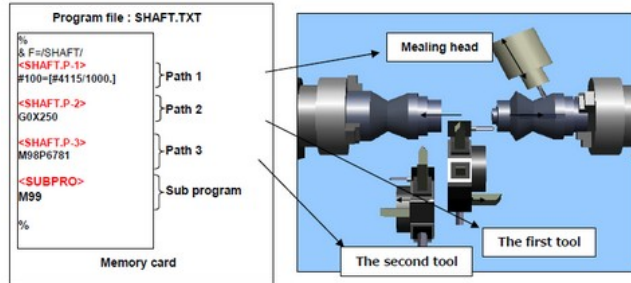 Program file : SHAFT.TXT
%
& F=/SHAFT/
<SHAFT.P-1>
#100=[#4115/1000.]
Path 1
<SHAFT.P-2>
G0X250
Path 2
<SHAFT.P-3>
M98P6781
Path 3
<SUBPRO>
M99
Sub program
%
Memory card
Mealing head
The first tool
The second tool